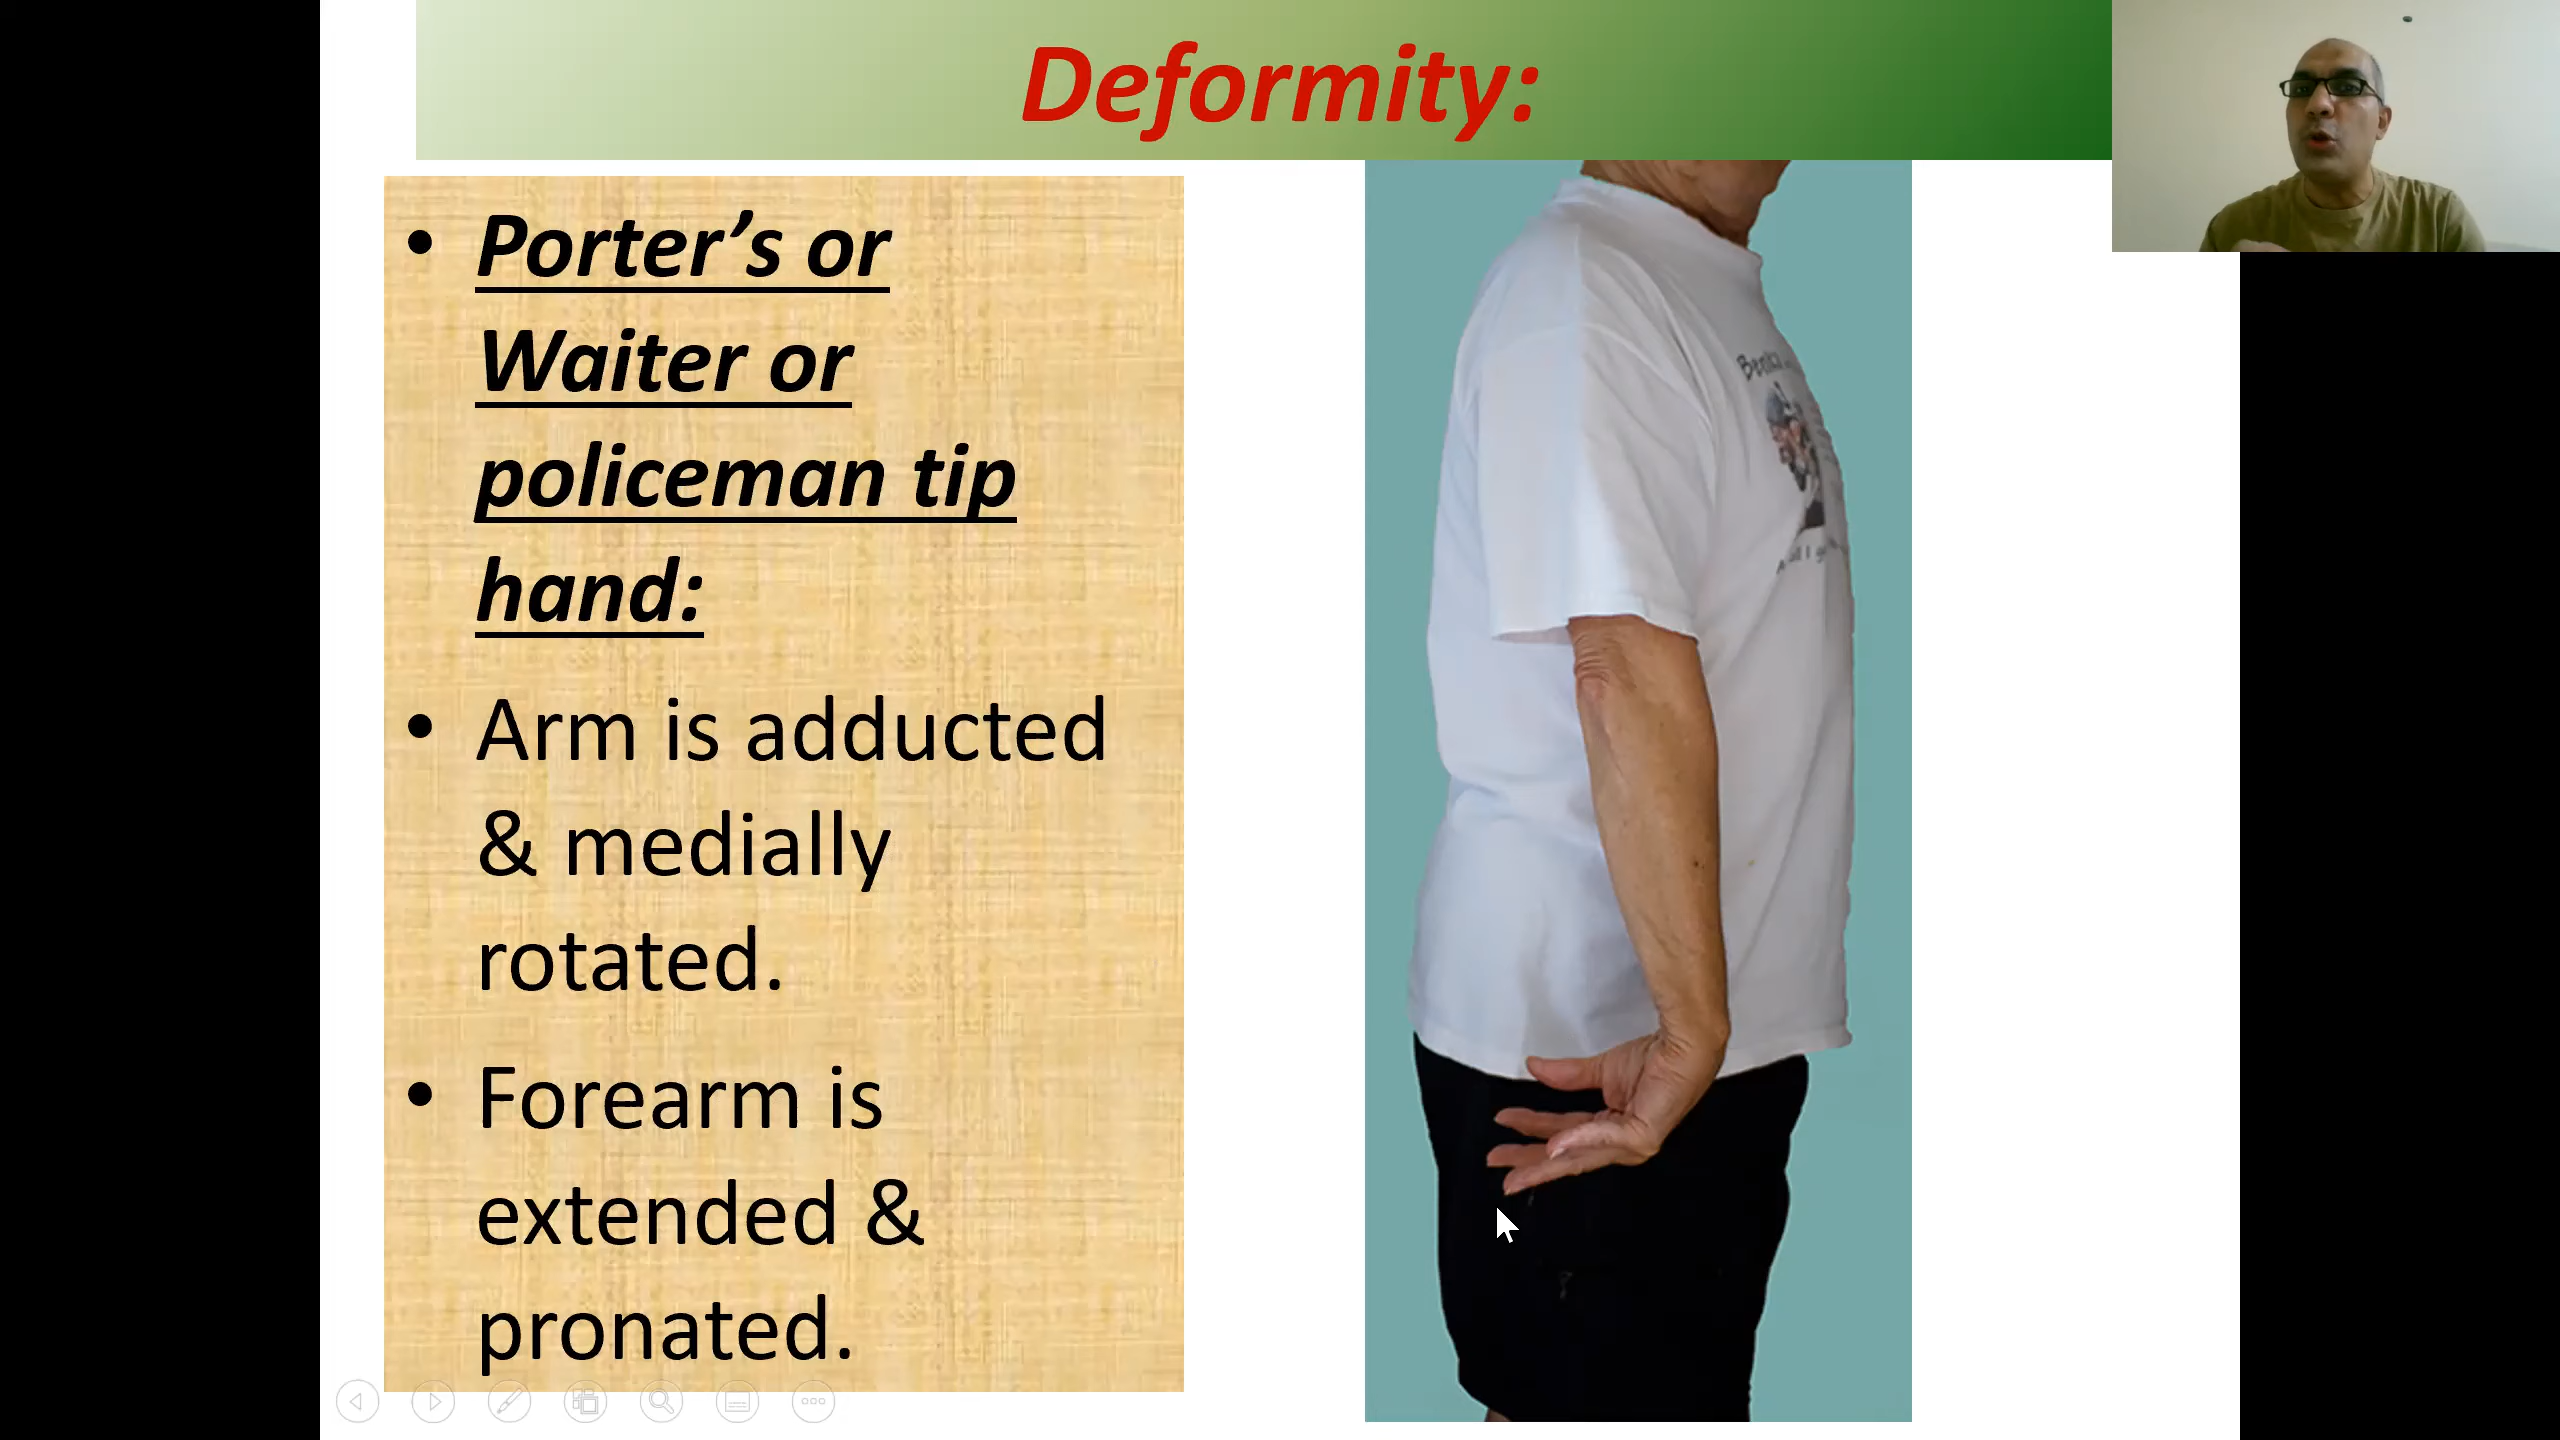 Deformity:
• Porter’s or
Waiter or
policeman tip
hand:
• Arm is adducted
& medially
rotated.
• Forearm is
extended &
pronated.